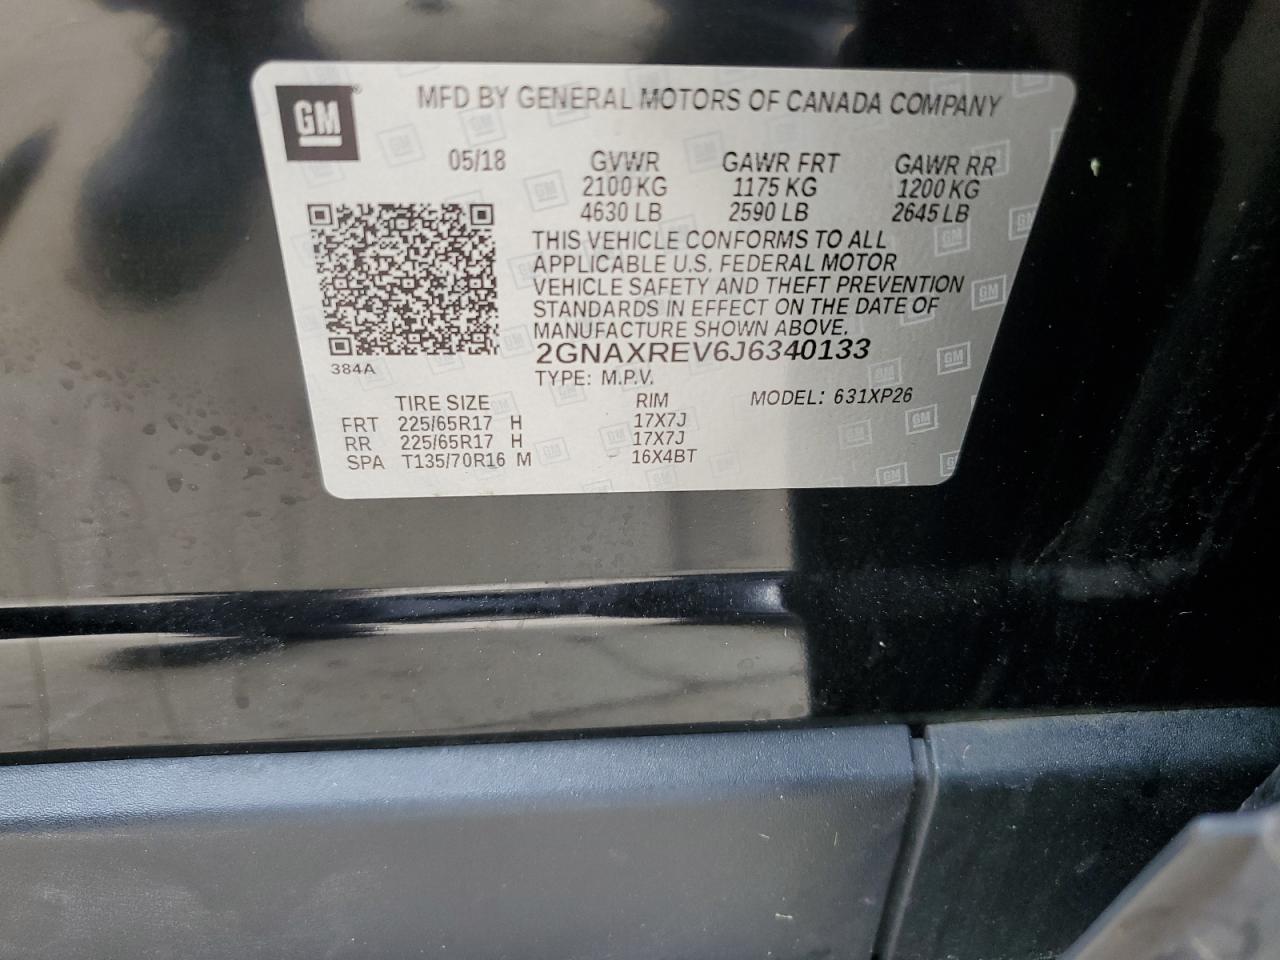 GM
MFD BY GENERAL MOTORS OF CANADA COMPANY
05/18 GVWR GAWR FRT GAWR RR
2100 KG 1175 KG 1200 KG
4630 LB 2590 LB 2645 LB
THIS VEHICLE CONFORMS TO ALL
APPLICABLE U.S. FEDERAL MOTOR
VEHICLE SAFETY AND THEFT PREVENTION
STANDARDS IN EFFECT ON THE DATE OF
MANUFACTURE SHOWN ABOVE.
2GNAXREV6J6340133
384A
TYPE: M.P.V.
TIRE SIZE RIM MODEL: 631XP26
FRT 225/65R17 H 17X7J
RR 225/65R17 H 17X7J
SPA T135/70R16 M 16X4BT